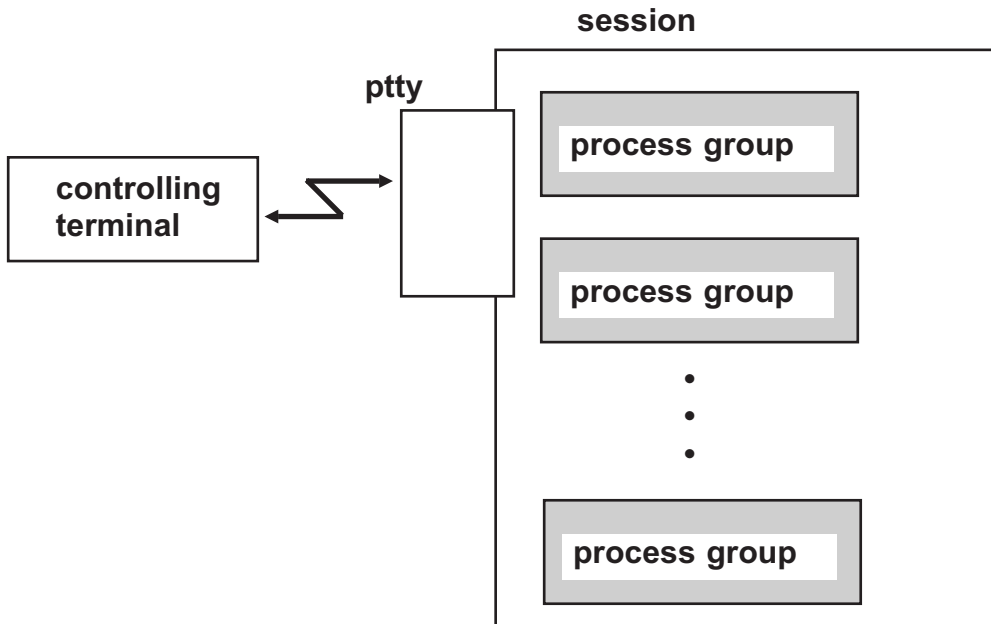 session
ptty
process group
controlling
terminal
process group
process group